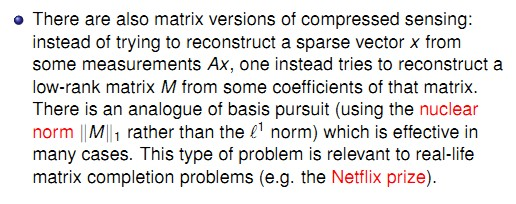 There are also matrix versions of compressed sensing:
instead of trying to reconstruct a sparse vector x from
some measurements Ax, one instead tries to reconstruct a
low-rank matrix M from some coefficients of that matrix.
There is an analogue of basis pursuit (using the nuclear
norm ‖M‖₁ rather than the ℓ¹ norm) which is effective in
many cases. This type of problem is relevant to real-life
matrix completion problems (e.g. the Netflix prize).